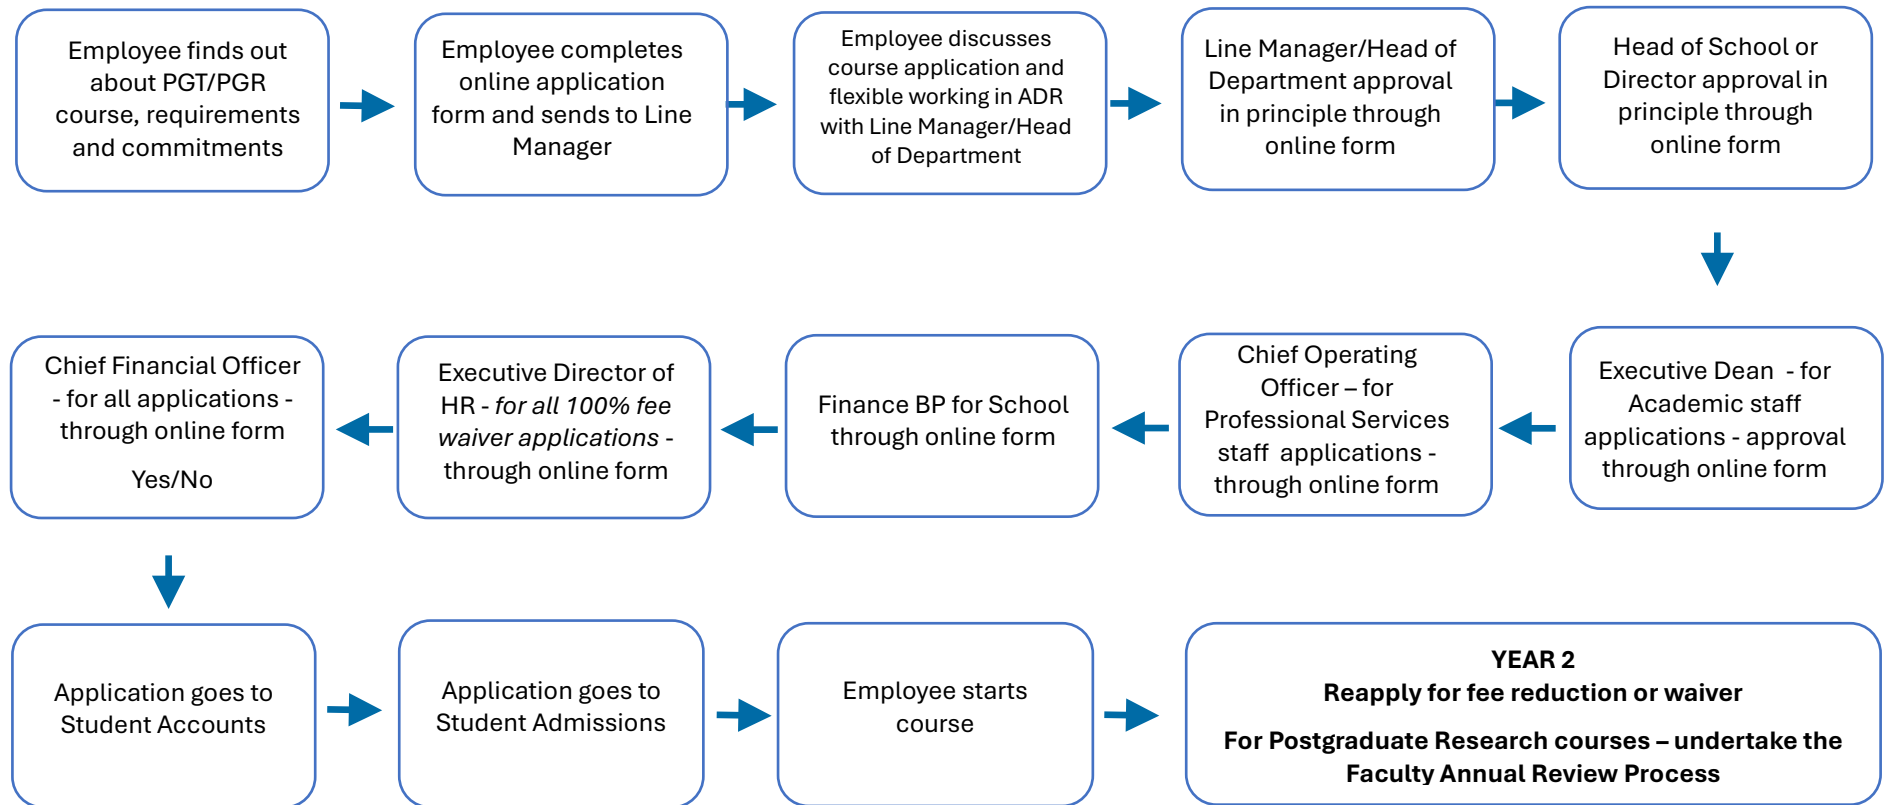 Employee finds out
about PGT/PGR
course, requirements
and commitments
Employee completes
online application
form and sends to Line
Manager
Employee discusses
course application and
flexible working in ADR
with Line Manager/Head
of Department
Line Manager/Head of
Department approval
in principle through
online form
Head of School or
Director approval in
principle through
online form
Executive Dean - for
Academic staff
applications - approval
through online form
Chief Operating
Officer – for
Professional Services
staff applications -
through online form
Finance BP for School
through online form
Executive Director of
HR - for all 100% fee
waiver applications -
through online form
Chief Financial Officer
- for all applications -
through online form
Yes/No
Application goes to
Student Accounts
Application goes to
Student Admissions
Employee starts
course
YEAR 2
Reapply for fee reduction or waiver
For Postgraduate Research courses – undertake the
Faculty Annual Review Process